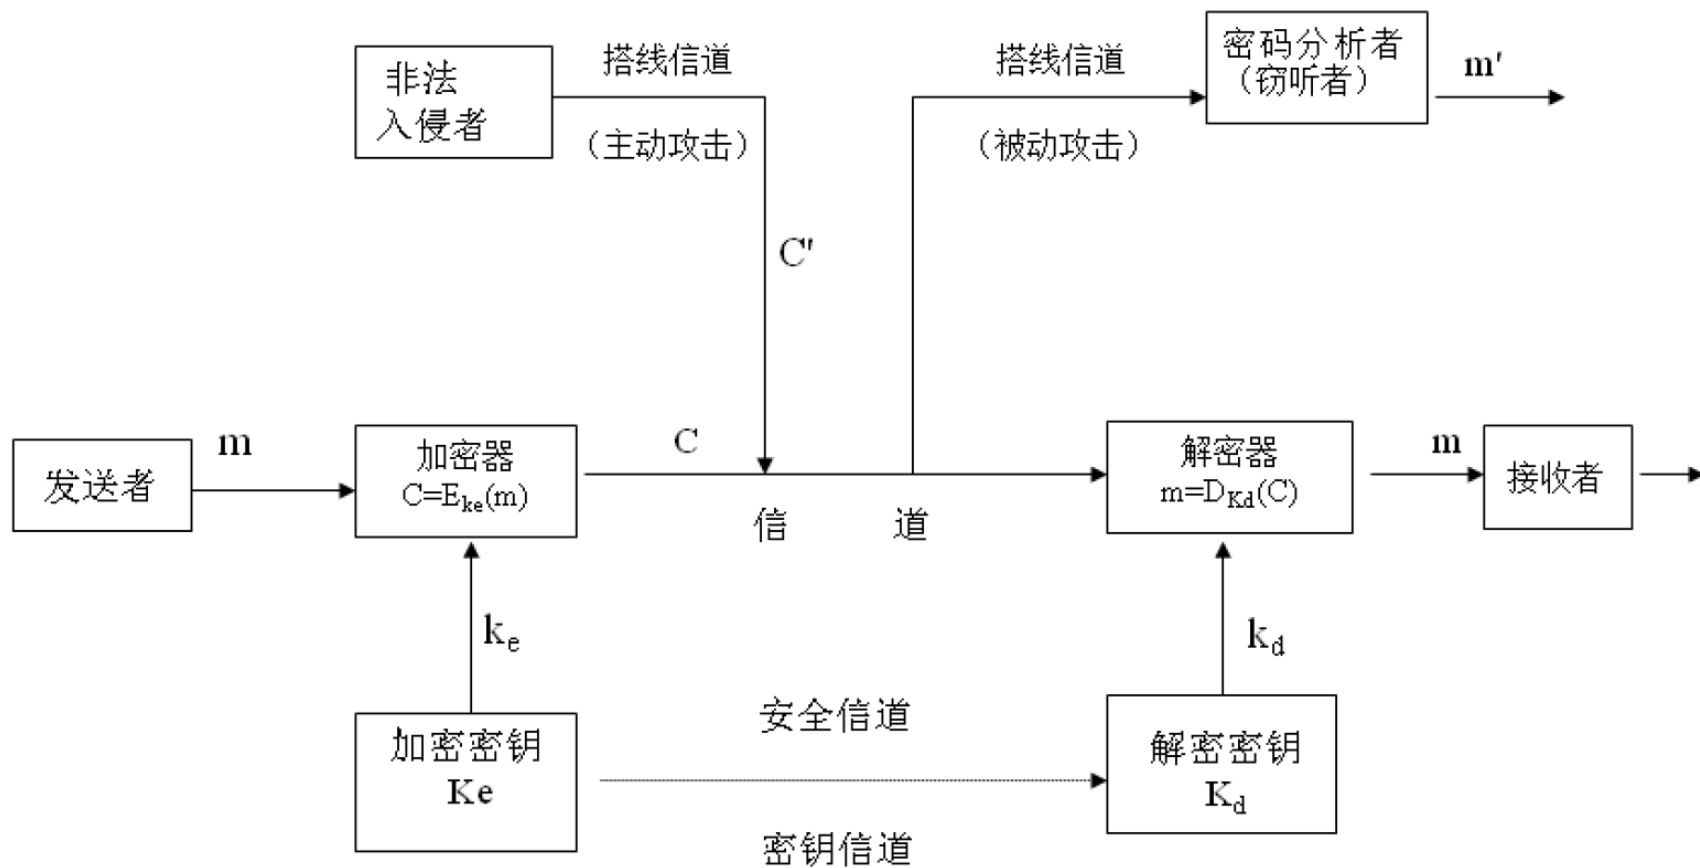 非法
入侵者
搭线信道
(主动攻击)
C'
搭线信道
(被动攻击)
密码分析者
(窃听者)
m'
发送者
m
加密器
C=Eke(m)
C
信 道
解密器
m=DKd(C)
m
接收者
ke
kd
加密密钥
Ke
安全信道
密钥信道
解密密钥
Kd